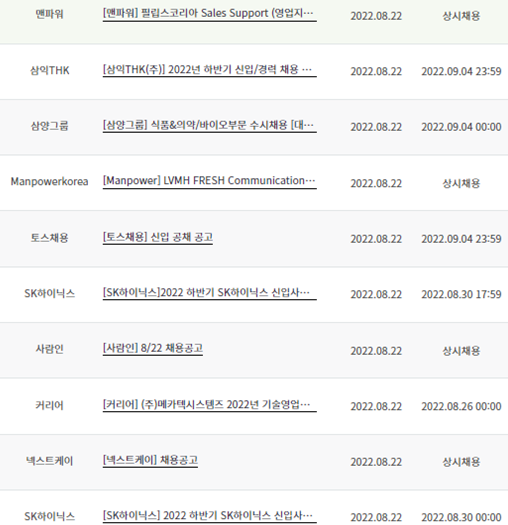 맨파워 [맨파워] 필립스코리아 Sales Support (영업지··· 2022.08.22 상시채용
삼익THK [삼익THK(주)] 2022년 하반기 신입/경력 채용 ··· 2022.08.22 2022.09.04 23:59
삼양그룹 [삼양그룹] 식품&의약/바이오부문 수시채용 [대··· 2022.08.22 2022.09.04 00:00
Manpowerkorea [Manpower] LVMH FRESH Communication··· 2022.08.22 상시채용
토스채용 [토스채용] 신입 공채 공고 2022.08.22 2022.09.04 23:59
SK하이닉스 [SK하이닉스]2022 하반기 SK하이닉스 신입사··· 2022.08.22 2022.08.30 17:59
사람인 [사람인] 8/22 채용공고 2022.08.22 상시채용
커리어 [커리어] (주)메카텍시스템즈 2022년 기술영업··· 2022.08.22 2022.08.26 00:00
넥스트케이 [넥스트케이] 채용공고 2022.08.22 상시채용
SK하이닉스 [SK하이닉스] 2022 하반기 SK하이닉스 신입사··· 2022.08.22 2022.08.30 00:00